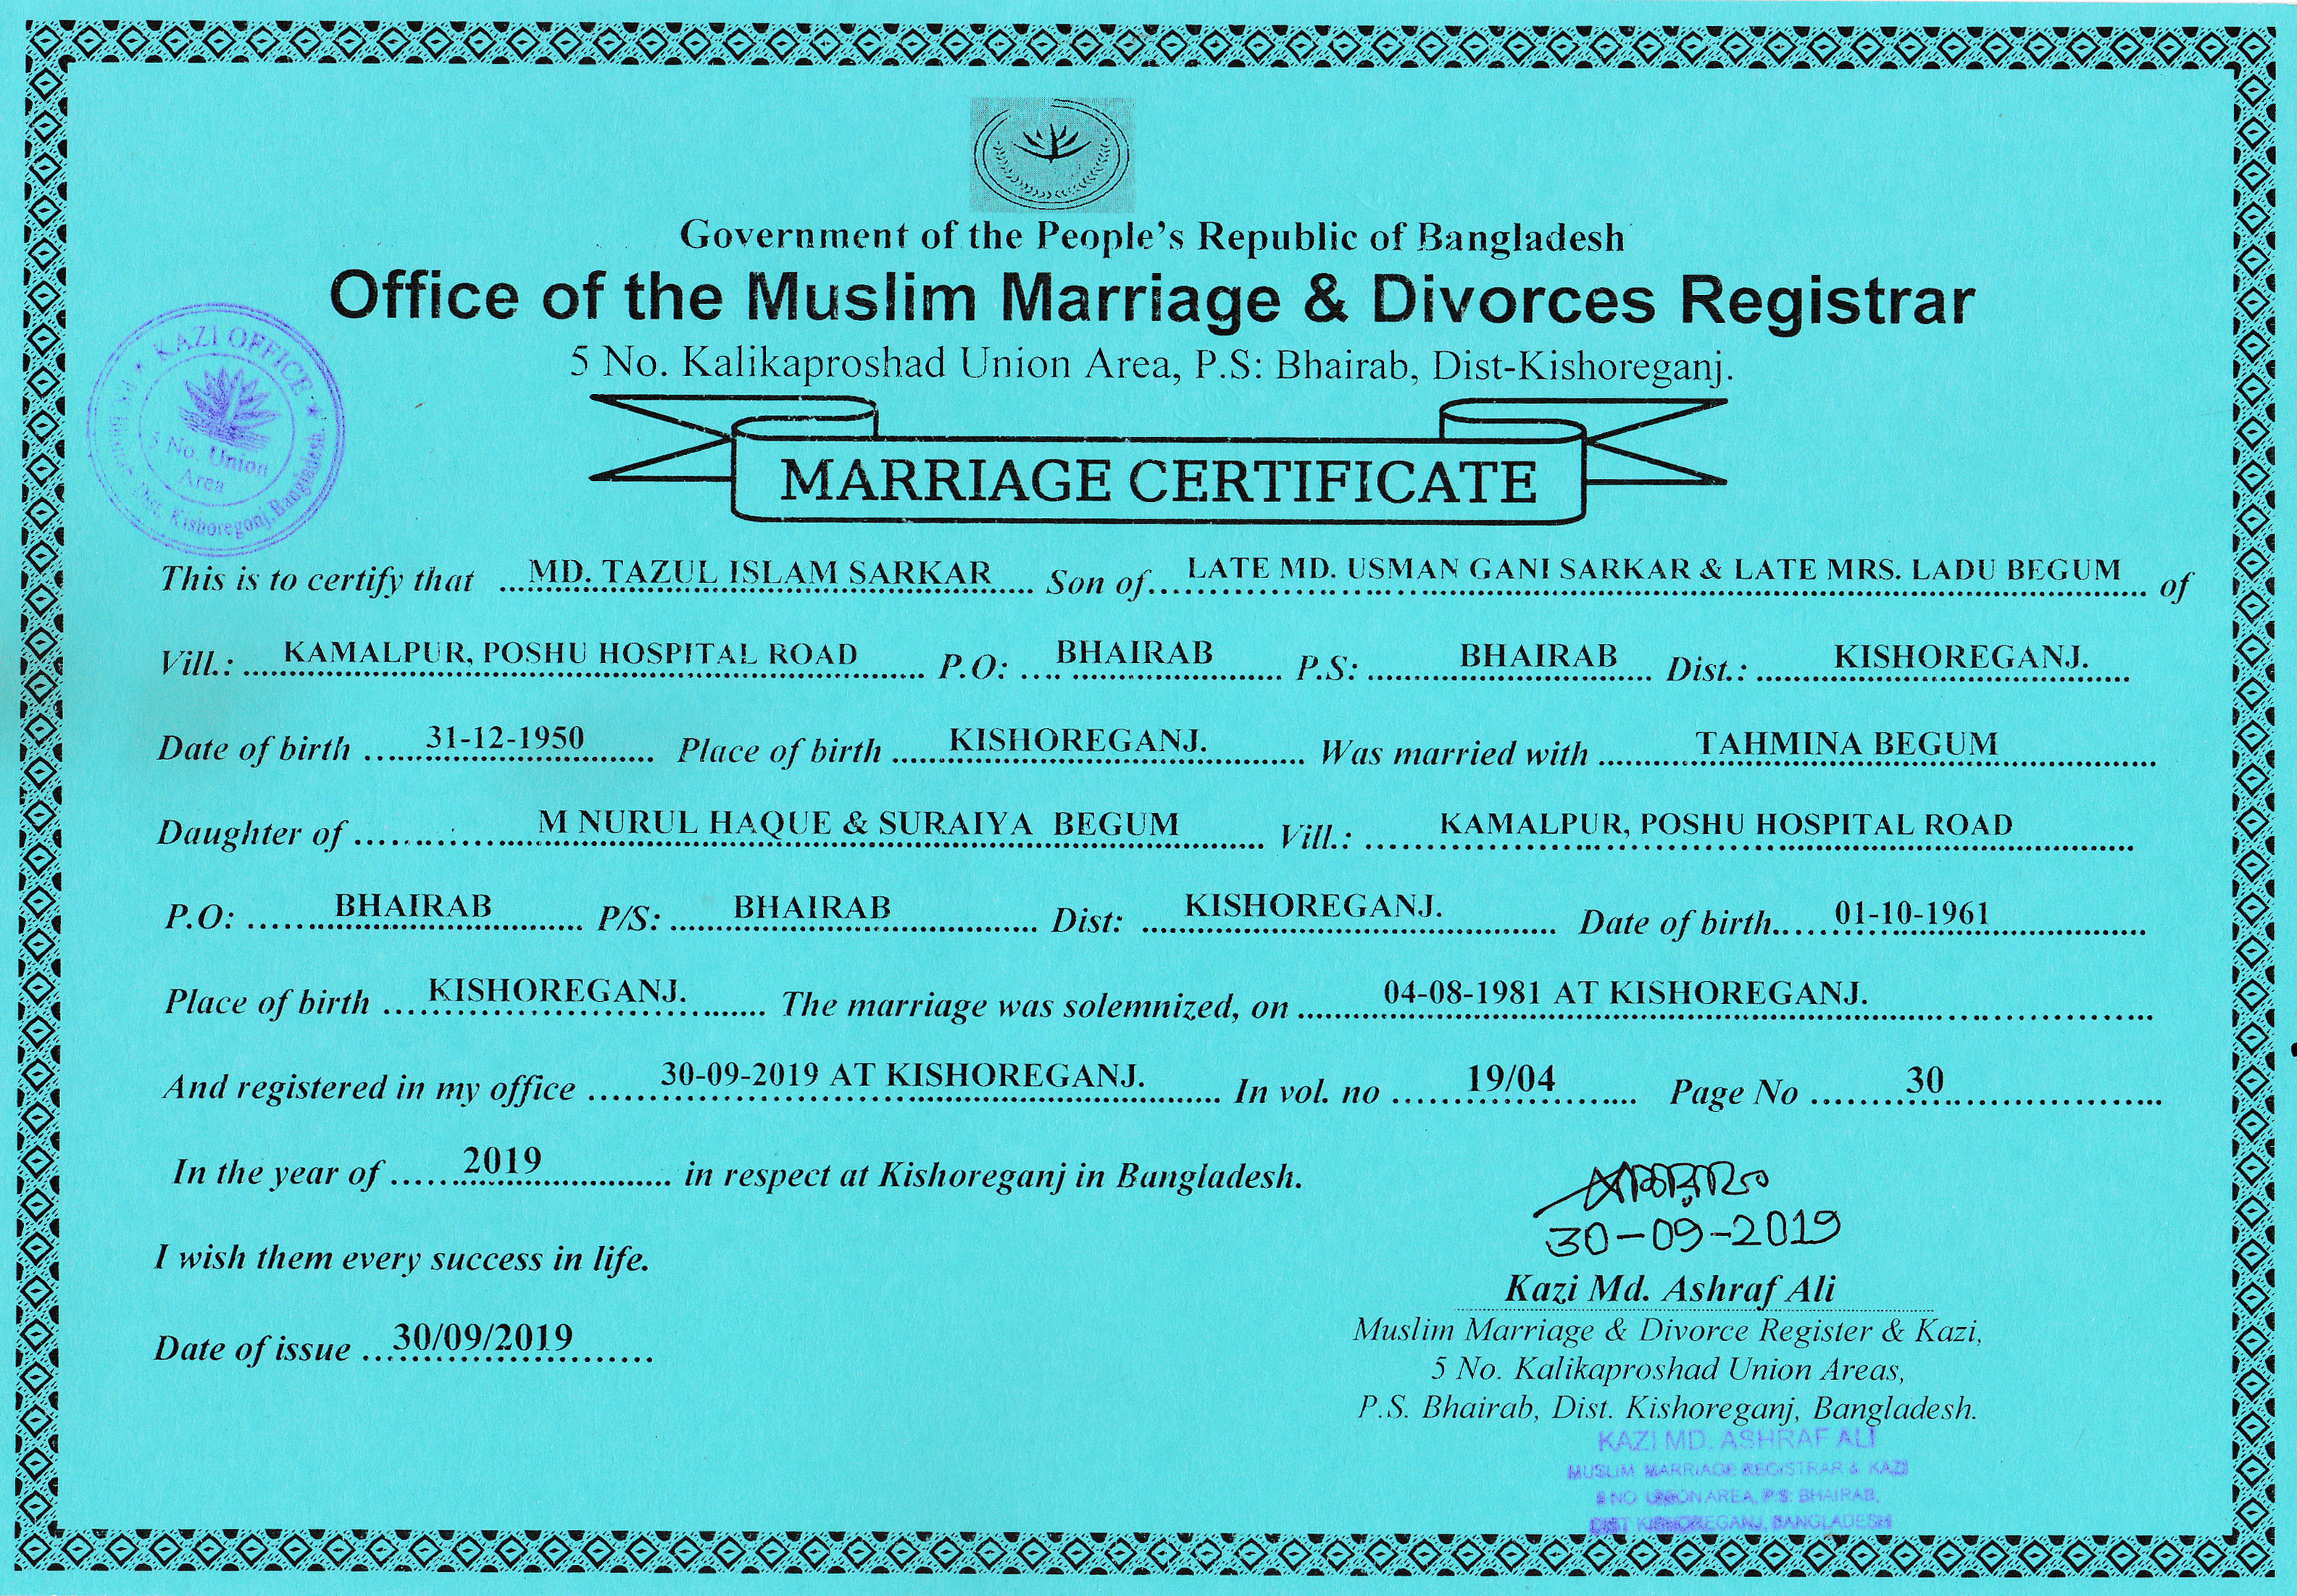 Government of the People's Republic of Bangladesh
Office of the Muslim Marriage & Divorces Registrar
5 No. Kalikaproshad Union Area, P.S: Bhairab, Dist-Kishoreganj.
★ KAZI OFFICE ★
P.S. Bhairab, Dist. Kishoregonj, Bangladesh.
5 No. Union
Area
MARRIAGE CERTIFICATE
This is to certify that MD. TAZUL ISLAM SARKAR Son of LATE MD. USMAN GANI SARKAR & LATE MRS. LADU BEGUM of
Vill.: KAMALPUR, POSHU HOSPITAL ROAD P.O: BHAIRAB P.S: BHAIRAB Dist.: KISHOREGANJ.
Date of birth 31-12-1950 Place of birth KISHOREGANJ. Was married with TAHMINA BEGUM
Daughter of M NURUL HAQUE & SURAIYA BEGUM Vill.: KAMALPUR, POSHU HOSPITAL ROAD
P.O: BHAIRAB P/S: BHAIRAB Dist: KISHOREGANJ. Date of birth 01-10-1961
Place of birth KISHOREGANJ. The marriage was solemnized, on 04-08-1981 AT KISHOREGANJ.
And registered in my office 30-09-2019 AT KISHOREGANJ. In vol. no 19/04 Page No 30
In the year of 2019 in respect at Kishoreganj in Bangladesh.
30-09-2019
I wish them every success in life.
Kazi Md. Ashraf Ali
Date of issue 30/09/2019
Muslim Marriage & Divorce Register & Kazi,
5 No. Kalikaproshad Union Areas,
P.S. Bhairab, Dist. Kishoreganj, Bangladesh.
KAZI MD. ASHRAF ALI
MUSLIM MARRIAGE REGISTRAR & KAZI
5 NO UNION AREA, P.S: BHAIRAB,
DIST KISHOREGANJ, BANGLADESH